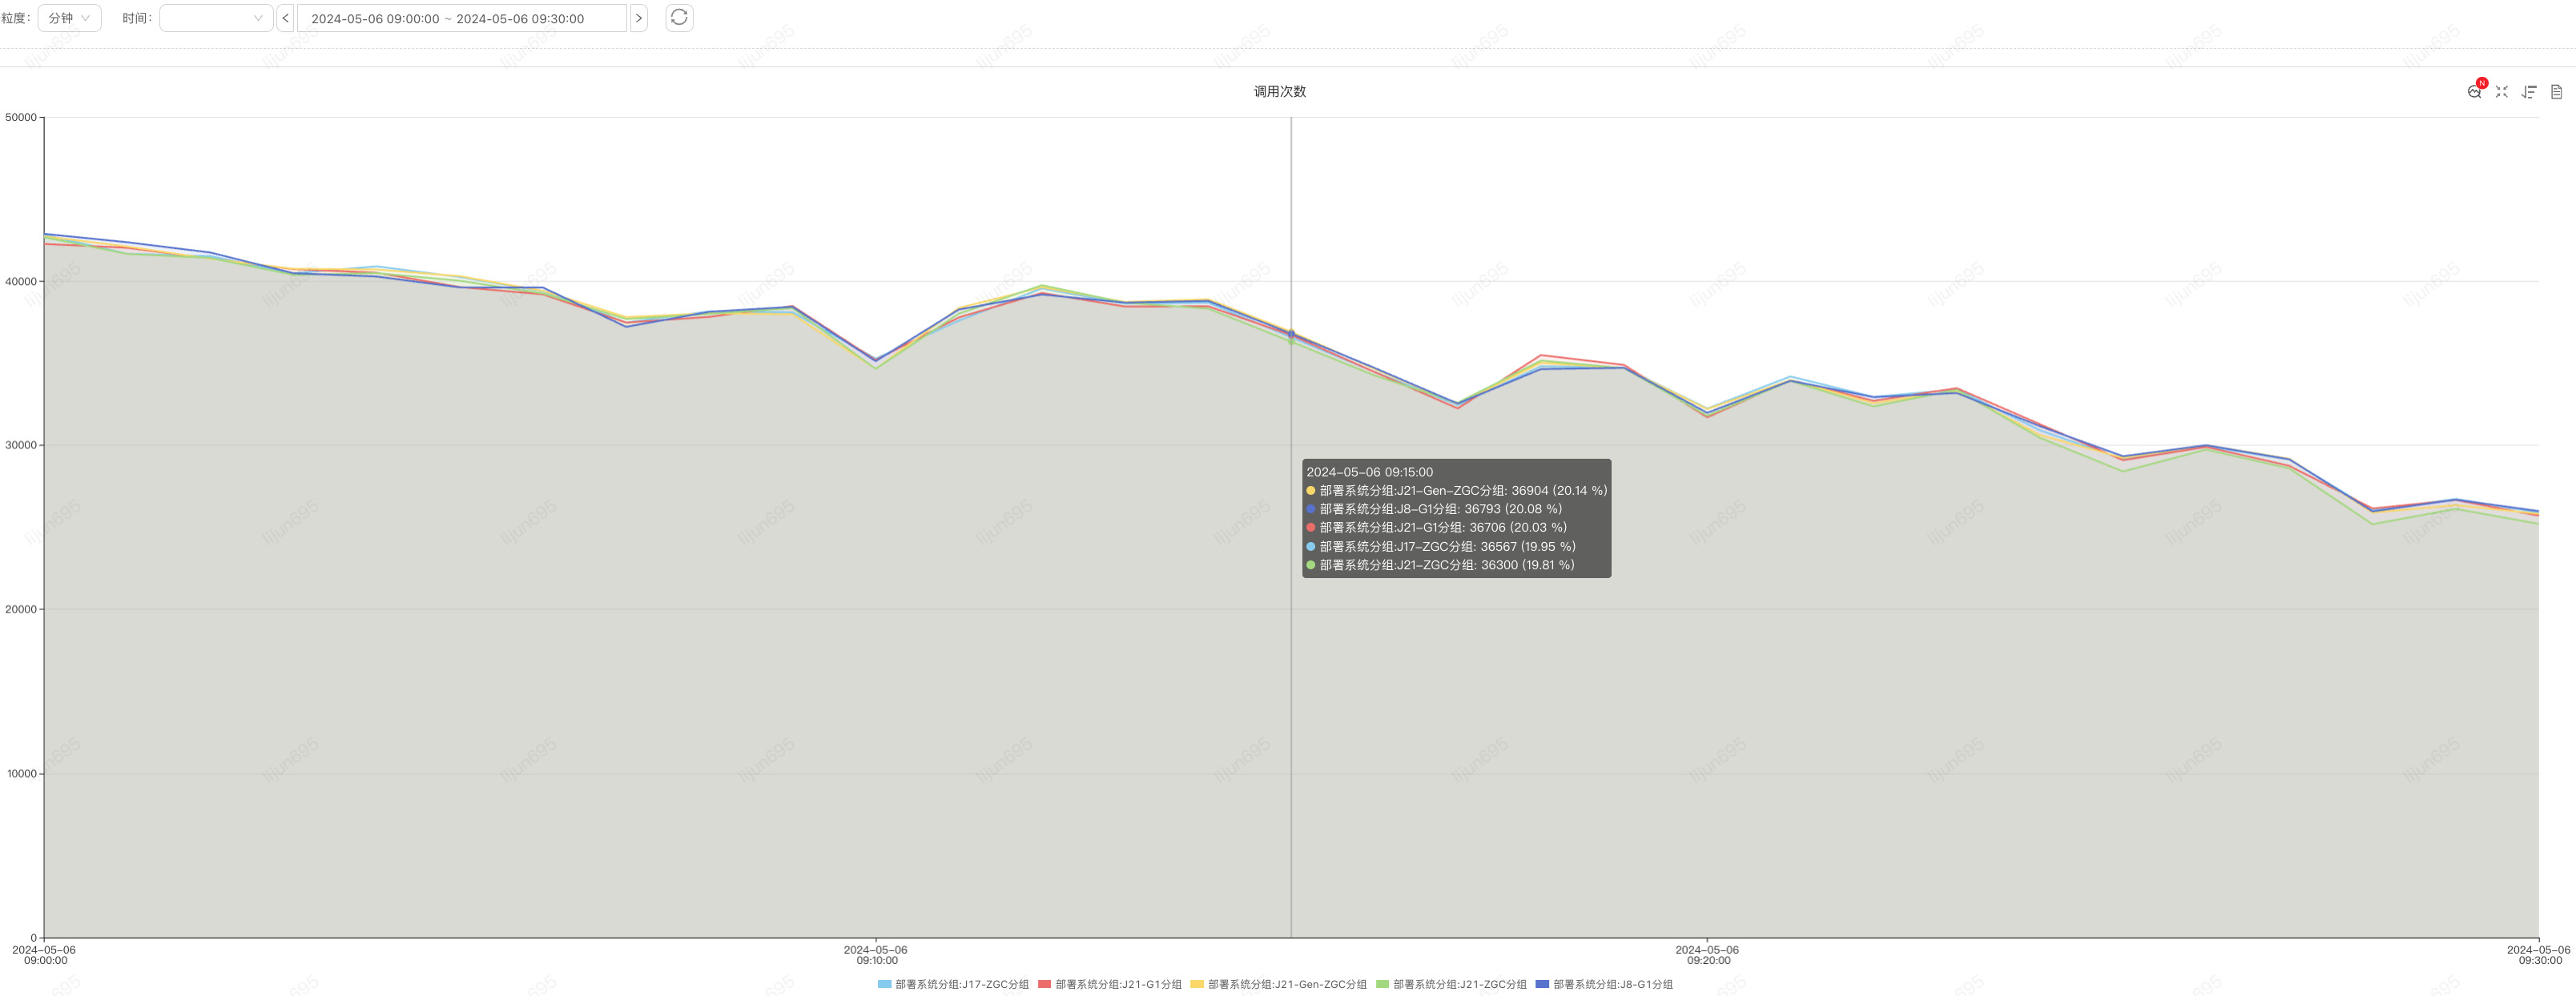 粒度: 分钟 时间: 2024-05-06 09:00:00 ~ 2024-05-06 09:30:00
调用次数
N
50000
40000
30000
20000
10000
0
2024-05-06 09:15:00
部署系统分组:J21-Gen-ZGC分组: 36904 (20.14 %)
部署系统分组:J8-G1分组: 36793 (20.08 %)
部署系统分组:J21-G1分组: 36706 (20.03 %)
部署系统分组:J17-ZGC分组: 36567 (19.95 %)
部署系统分组:J21-ZGC分组: 36300 (19.81 %)
2024-05-06
09:00:00
2024-05-06
09:10:00
2024-05-06
09:20:00
2024-05-06
09:30:00
部署系统分组:J17-ZGC分组 部署系统分组:J21-G1分组 部署系统分组:J21-Gen-ZGC分组 部署系统分组:J21-ZGC分组 部署系统分组:J8-G1分组